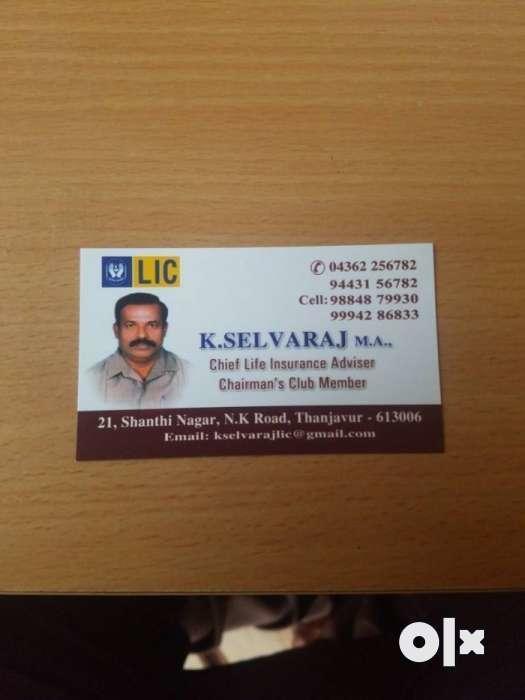 LIC
✆ 04362 256782
94431 56782
Cell: 98848 79930
99942 86833
K.SELVARAJ M.A.,
Chief Life Insurance Adviser
Chairman's Club Member
21, Shanthi Nagar, N.K Road, Thanjavur - 613006
Email: kselvarajlic@gmail.com
olx